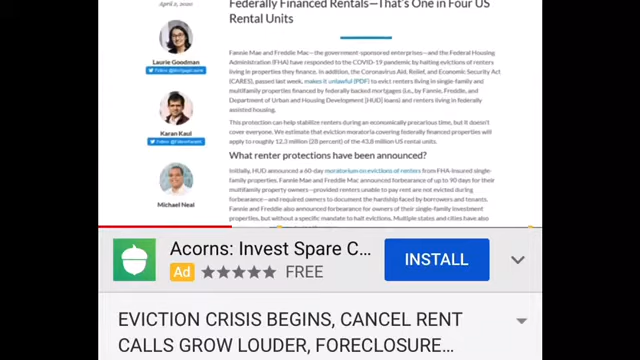 April 2, 2020
Federally Financed Rentals—That's One in Four US
Rental Units
Laurie Goodman
Fannie Mae and Freddie Mac—the government-sponsored enterprises—and the Federal Housing
Administration (FHA) have responded to the COVID-19 pandemic by halting evictions of renters
living in properties they finance. In addition, the Coronavirus Aid, Relief, and Economic Security Act
(CARES), passed last week, makes it unlawful (PDF) to evict renters living in single-family and
multifamily properties financed by federally backed mortgages (i.e., by Fannie, Freddie, and
Department of Urban and Housing Development [HUD] loans) and renters living in federally
assisted housing.
Karan Kaul
This protection can help stabilize renters during an economically precarious time, but it doesn't
cover everyone. We estimate that eviction moratoria covering federally financed properties will
apply to roughly 12.3 million (28 percent) of the 43.8 million US rental units.
What renter protections have been announced?
Michael Neal
Initially, HUD announced a 60-day moratorium on evictions of renters from FHA-insured single-
family properties. Fannie Mae and Freddie Mac announced forbearance of up to 90 days for their
multifamily property owners—provided renters unable to pay rent are not evicted during
forbearance—and required owners to document the hardship faced by borrowers and tenants.
Fannie and Freddie also announced forbearance for owners of their single-family investment
properties, but without a specific mandate to halt evictions. Multiple states and cities have also
Acorns: Invest Spare C...
Ad FREE
INSTALL
EVICTION CRISIS BEGINS, CANCEL RENT
CALLS GROW LOUDER, FORECLOSURE...